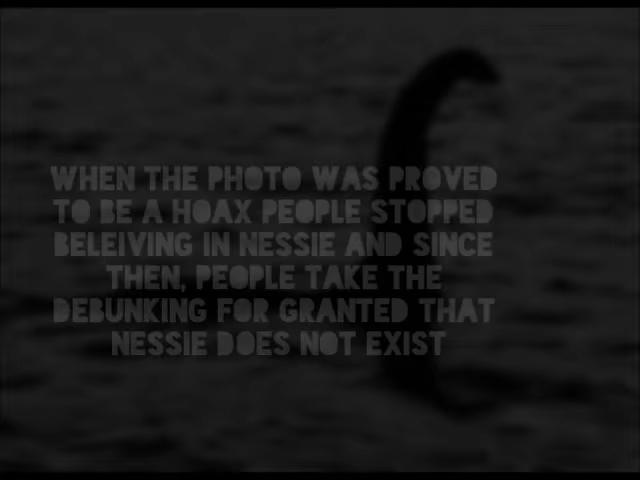 WHEN THE PHOTO WAS PROVED
TO BE A HOAX PEOPLE STOPPED
BELEIVING IN NESSIE AND SINCE
THEN, PEOPLE TAKE THE
DEBUNKING FOR GRANTED THAT
NESSIE DOES NOT EXIST